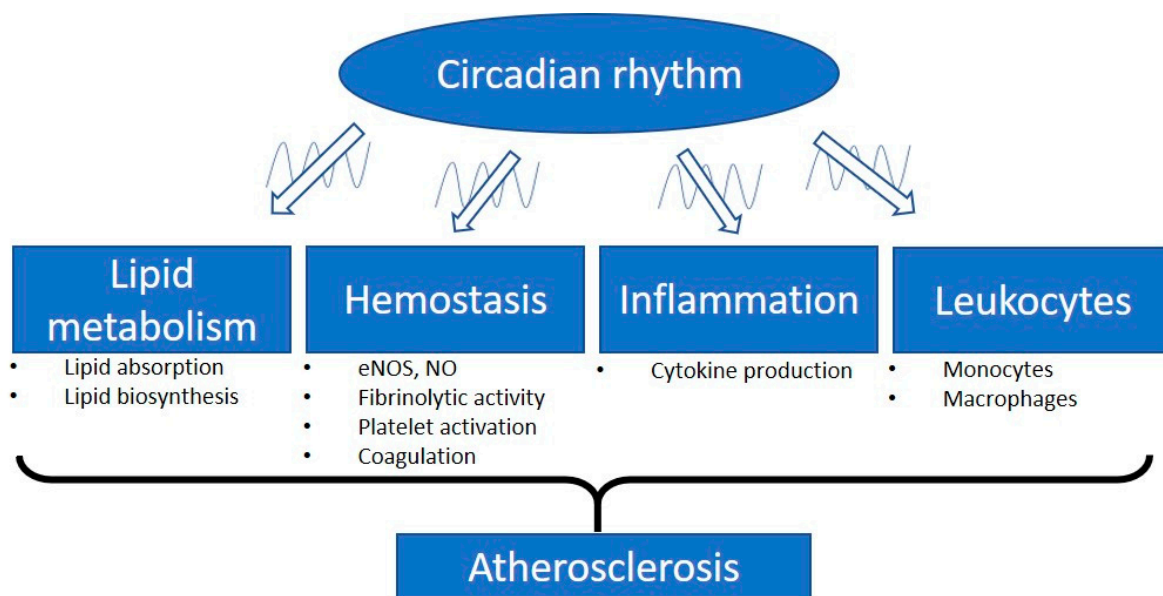 Circadian rhythm
Lipid
metabolism
• Lipid absorption
• Lipid biosynthesis
Hemostasis
• eNOS, NO
• Fibrinolytic activity
• Platelet activation
• Coagulation
Inflammation
• Cytokine production
Leukocytes
• Monocytes
• Macrophages
Atherosclerosis